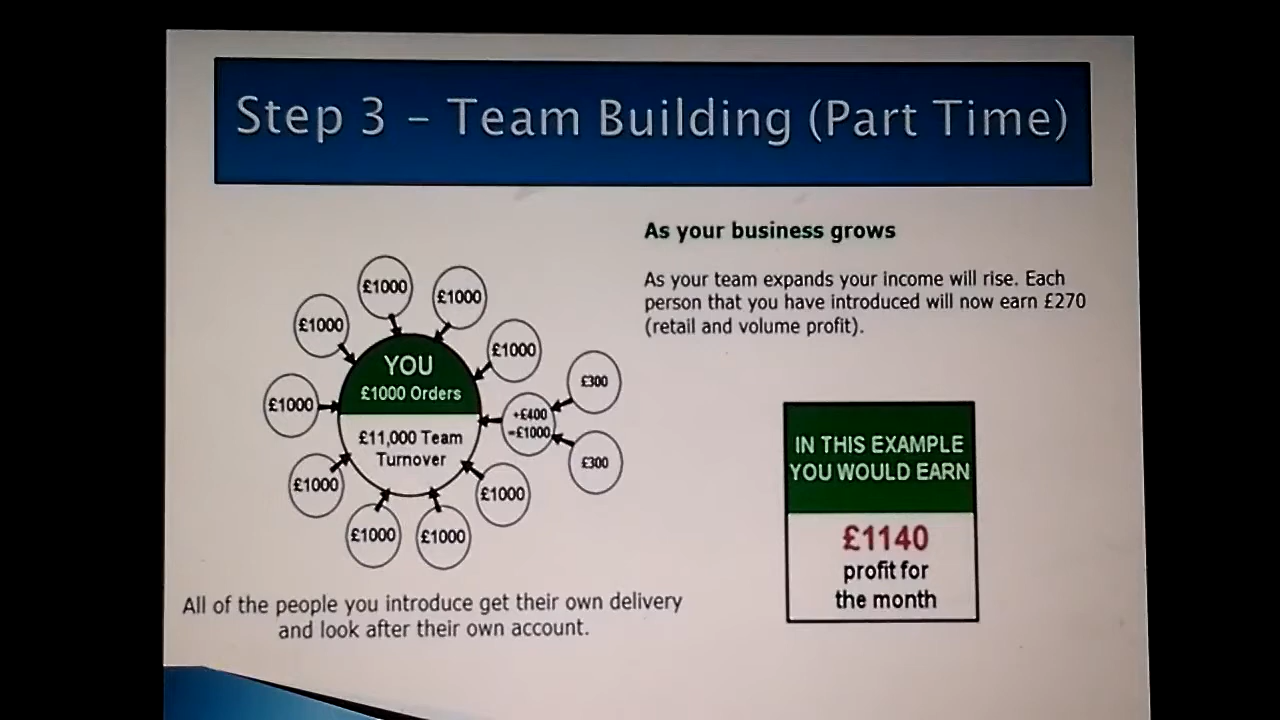 Step 3 – Team Building (Part Time)
As your business grows
As your team expands your income will rise. Each
person that you have introduced will now earn £270
(retail and volume profit).
£1000
£1000
£1000
£1000
£1000
£1000
£1000
£1000
£1000
YOU
£1000 Orders
£11,000 Team
Turnover
+£400
=£1000
£300
£300
IN THIS EXAMPLE
YOU WOULD EARN
£1140
profit for
the month
All of the people you introduce get their own delivery
and look after their own account.